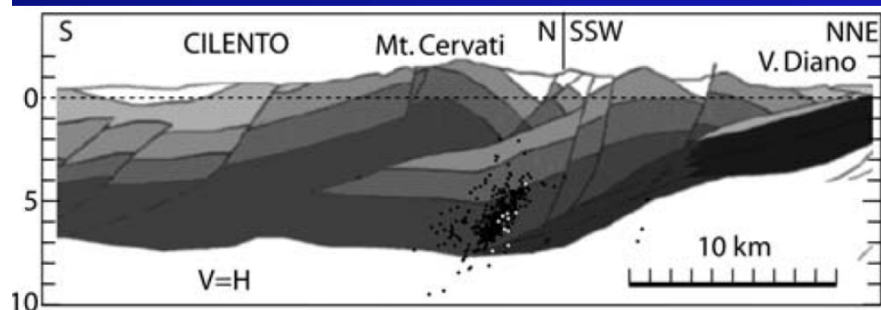 S CILENTO Mt. Cervati N SSW NNE
V. Diano
0
5
10 km
V=H
10